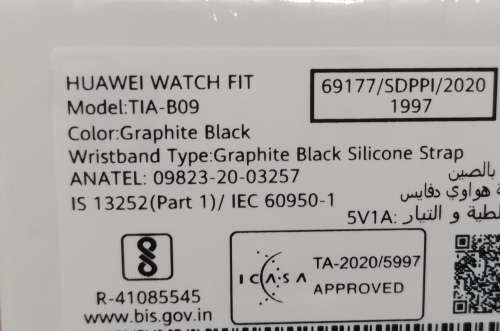 HUAWEI WATCH FIT
69177/SDPPI/2020
1997
Model:TIA-B09
Color:Graphite Black
Wristband Type:Graphite Black Silicone Strap
ANATEL: 09823-20-03257
بالصين
هواوي دفايس
IS 13252(Part 1)/ IEC 60950-1
5V1A: و التيار
R-41085545
www.bis.gov.in
ICASA
TA-2020/5997
APPROVED